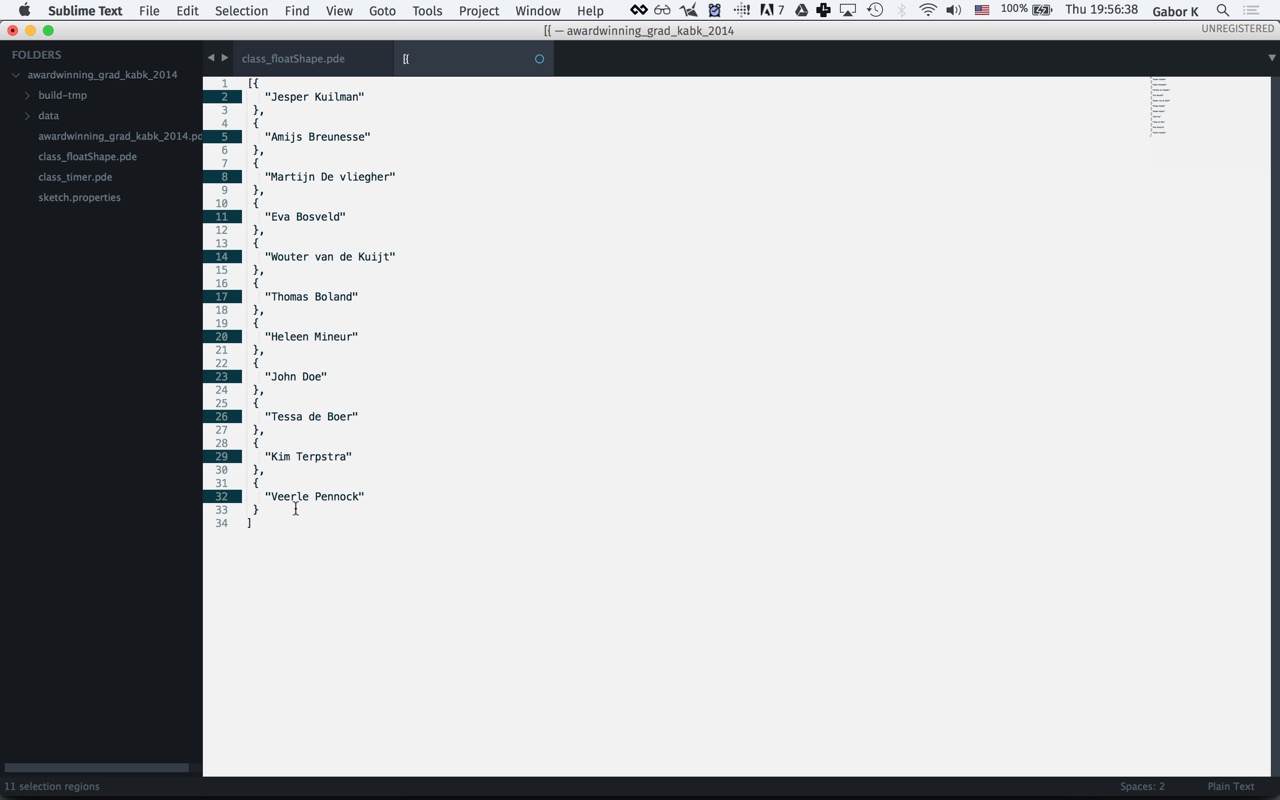 Sublime Text File Edit Selection Find View Goto Tools Project Window Help 7 100% Thu 19:56:38 Gabor K
[{ — awardwinning_grad_kabk_2014 UNREGISTERED
FOLDERS
awardwinning_grad_kabk_2014
build-tmp
data
awardwinning_grad_kabk_2014.pd
class_floatShape.pde
class_timer.pde
sketch.properties
class_floatShape.pde [{
1 [{
2 "Jesper Kuilman"
3 },
4 {
5 "Amijs Breunesse"
6 },
7 {
8 "Martijn De vliegher"
9 },
10 {
11 "Eva Bosveld"
12 },
13 {
14 "Wouter van de Kuijt"
15 },
16 {
17 "Thomas Boland"
18 },
19 {
20 "Heleen Mineur"
21 },
22 {
23 "John Doe"
24 },
25 {
26 "Tessa de Boer"
27 },
28 {
29 "Kim Terpstra"
30 },
31 {
32 "Veerle Pennock"
33 }
34 ]
11 selection regions Spaces: 2 Plain Text